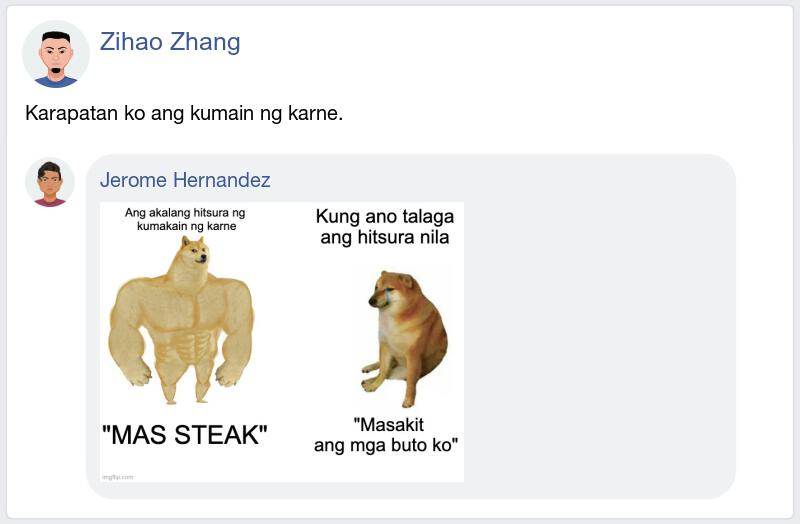 Zihao Zhang
Karapatan ko ang kumain ng karne.
Jerome Hernandez
Ang akalang hitsura ng
kumakain ng karne
"MAS STEAK"
Kung ano talaga
ang hitsura nila
"Masakit
ang mga buto ko"
imgflip.com